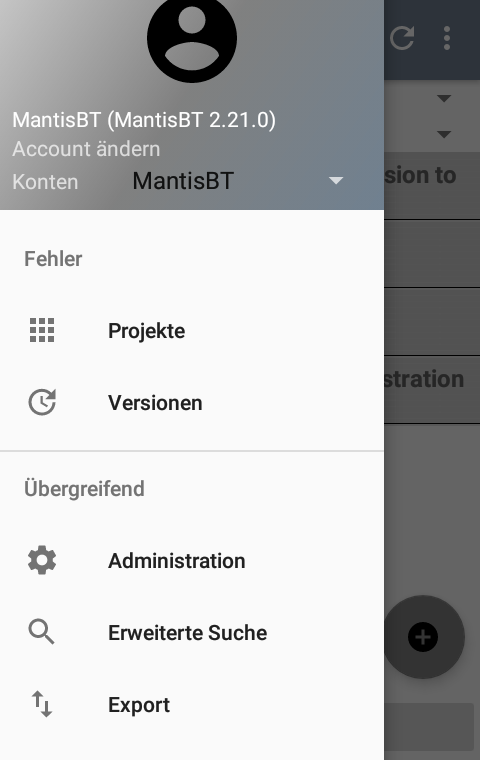 MantisBT (MantisBT 2.21.0)
Account ändern
Konten MantisBT
sion to
Fehler
Projekte
stration
Versionen
Übergreifend
Administration
Erweiterte Suche
Export